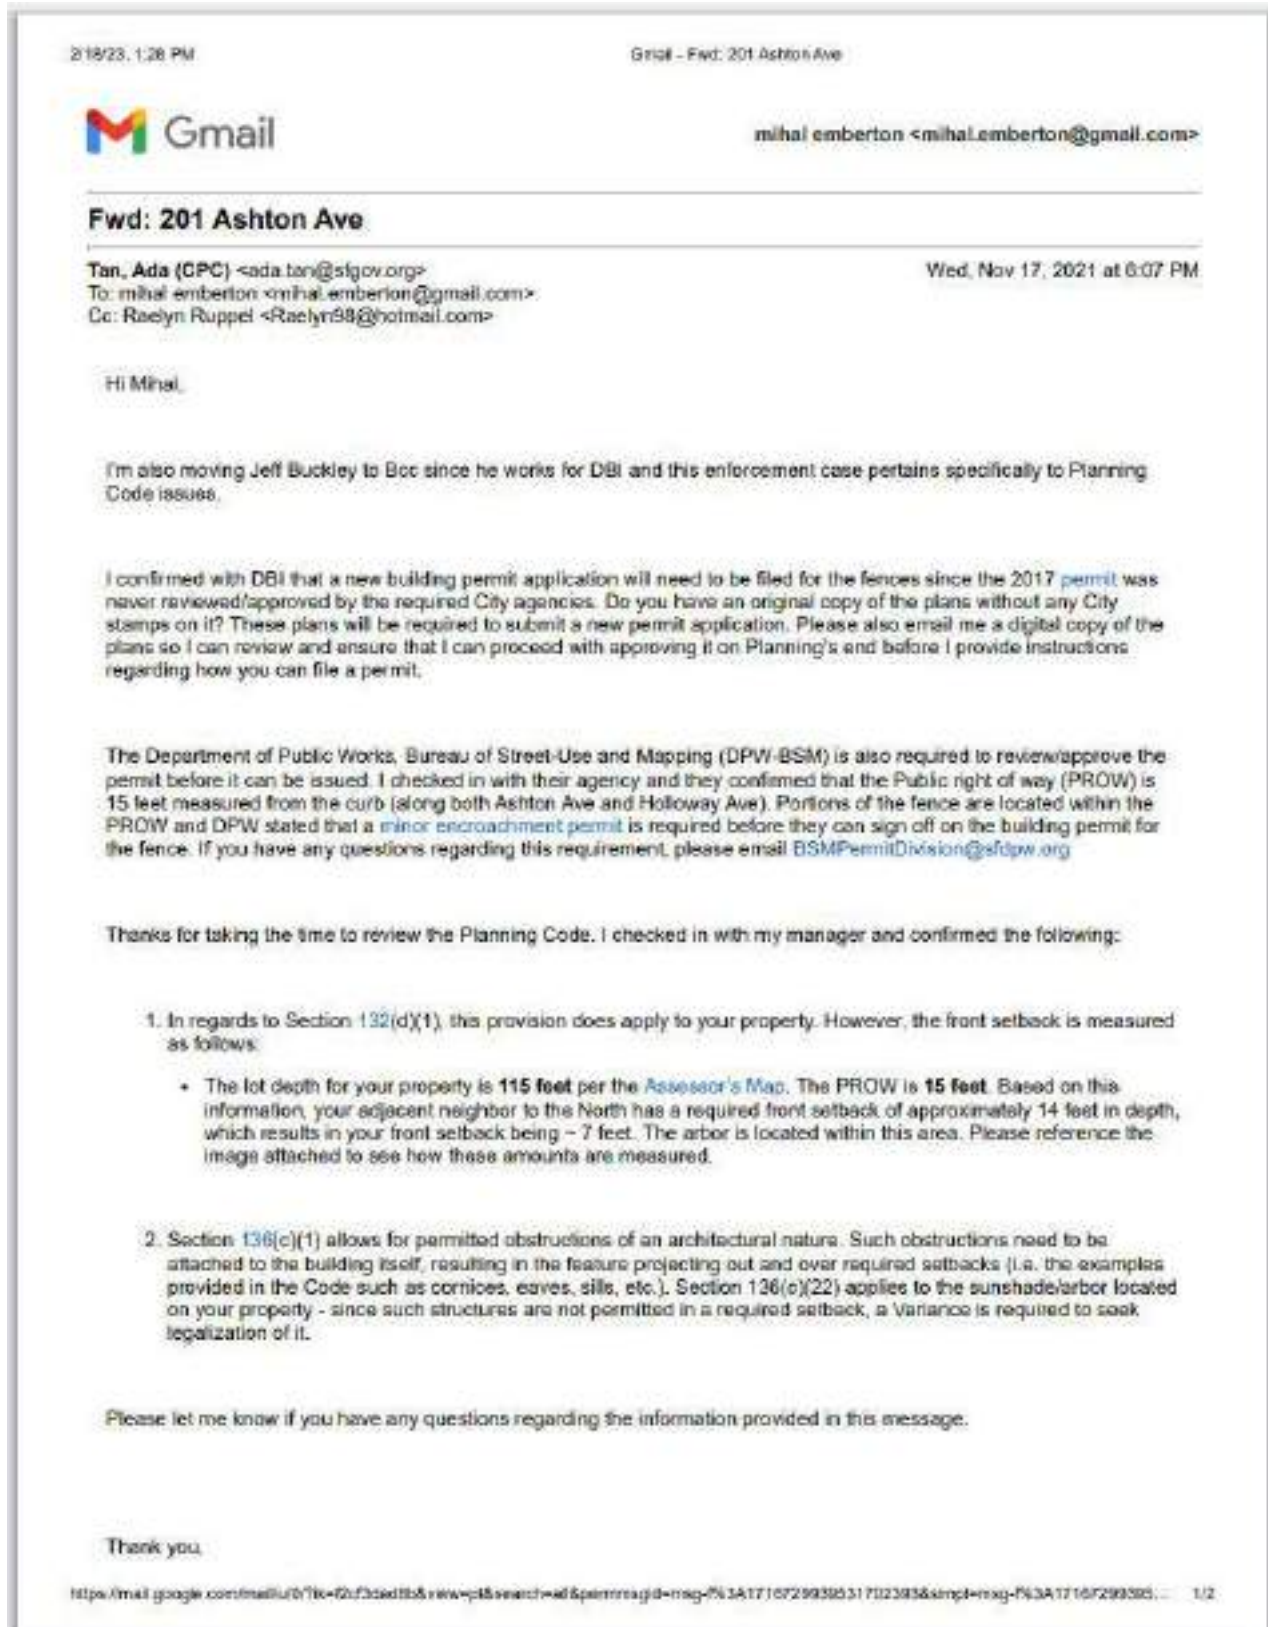 2/18/23, 1:28 PM
Gmail - Fwd: 201 Ashton Ave
Gmail
mihal emberton <mihal.emberton@gmail.com>
Fwd: 201 Ashton Ave
Tan, Ada (CPC) <ada.tan@sfgov.org>
Wed, Nov 17, 2021 at 6:07 PM
To: mihal emberton <mihal.emberton@gmail.com>
Cc: Raelyn Ruppel <Raelyn98@hotmail.com>
Hi Mihal,
I'm also moving Jeff Buckley to Bcc since he works for DBI and this enforcement case pertains specifically to Planning
Code issues.
I confirmed with DBI that a new building permit application will need to be filed for the fences since the 2017 permit was
never reviewed/approved by the required City agencies. Do you have an original copy of the plans without any City
stamps on it? These plans will be required to submit a new permit application. Please also email me a digital copy of the
plans so I can review and ensure that I can proceed with approving it on Planning's end before I provide instructions
regarding how you can file a permit.
The Department of Public Works, Bureau of Street-Use and Mapping (DPW-BSM) is also required to review/approve the
permit before it can be issued. I checked in with their agency and they confirmed that the Public right of way (PROW) is
15 feet measured from the curb (along both Ashton Ave and Holloway Ave). Portions of the fence are located within the
PROW and DPW stated that a minor encroachment permit is required before they can sign off on the building permit for
the fence. If you have any questions regarding this requirement, please email BSMPermitDivision@sfdpw.org
Thanks for taking the time to review the Planning Code. I checked in with my manager and confirmed the following:
1. In regards to Section 132(d)(1), this provision does apply to your property. However, the front setback is measured
as follows:
• The lot depth for your property is 115 feet per the Assessor's Map. The PROW is 15 feet. Based on this
information, your adjacent neighbor to the North has a required front setback of approximately 14 feet in depth,
which results in your front setback being ~ 7 feet. The arbor is located within this area. Please reference the
image attached to see how these amounts are measured.
2. Section 136(c)(1) allows for permitted obstructions of an architectural nature. Such obstructions need to be
attached to the building itself, resulting in the feature projecting out and over required setbacks (i.e. the examples
provided in the Code such as cornices, eaves, sills, etc.). Section 136(c)(22) applies to the sunshade/arbor located
on your property - since such structures are not permitted in a required setback, a Variance is required to seek
legalization of it.
Please let me know if you have any questions regarding the information provided in this message.
Thank you,
1/2